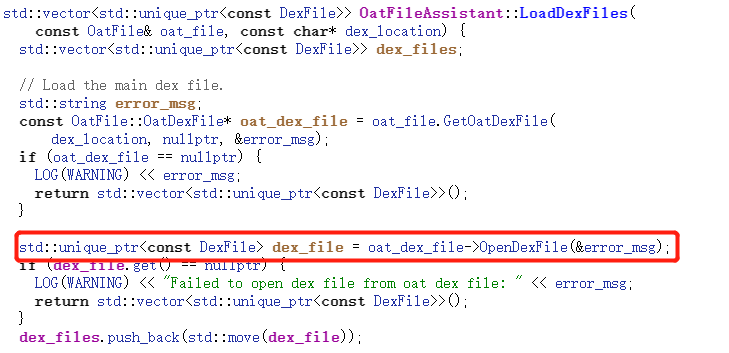 std::vector<std::unique_ptr<const DexFile>> OatFileAssistant::LoadDexFiles(
    const OatFile& oat_file, const char* dex_location) {
  std::vector<std::unique_ptr<const DexFile>> dex_files;

  // Load the main dex file.
  std::string error_msg;
  const OatFile::OatDexFile* oat_dex_file = oat_file.GetOatDexFile(
      dex_location, nullptr, &error_msg);
  if (oat_dex_file == nullptr) {
    LOG(WARNING) << error_msg;
    return std::vector<std::unique_ptr<const DexFile>>();
  }

  std::unique_ptr<const DexFile> dex_file = oat_dex_file->OpenDexFile(&error_msg);
  if (dex_file.get() == nullptr) {
    LOG(WARNING) << "Failed to open dex file from oat dex file: " << error_msg;
    return std::vector<std::unique_ptr<const DexFile>>();
  }
  dex_files.push_back(std::move(dex_file));